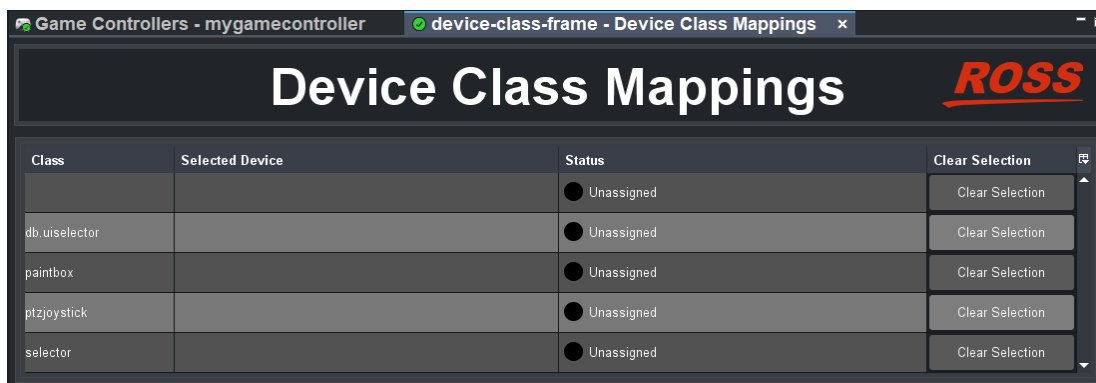 Game Controllers - mygamecontroller device-class-frame - Device Class Mappings ×
Device Class Mappings ROSS
Class Selected Device Status Clear Selection
Unassigned Clear Selection
db.uiselector Unassigned Clear Selection
paintbox Unassigned Clear Selection
ptzjoystick Unassigned Clear Selection
selector Unassigned Clear Selection